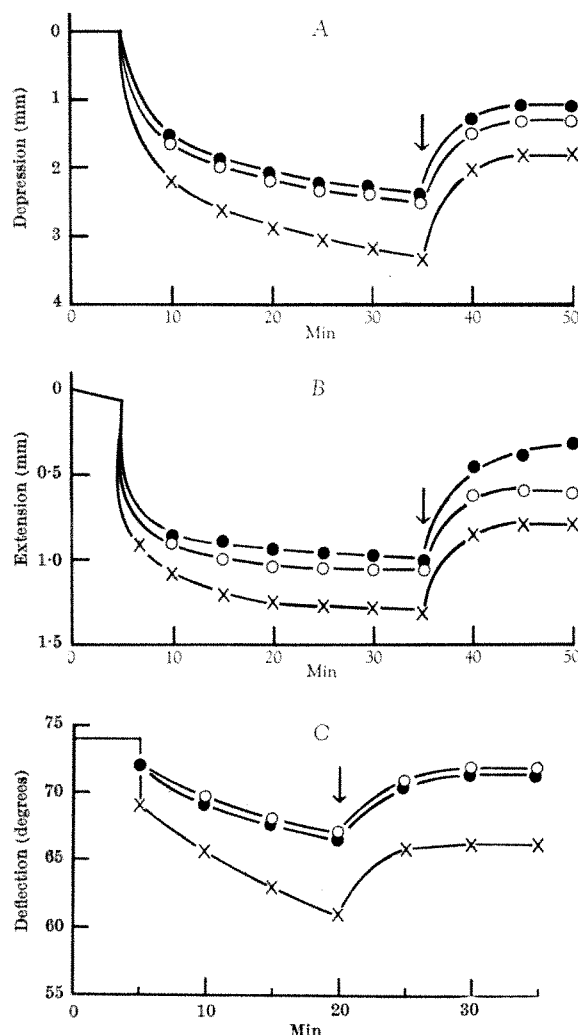 A
0
1
2
3
4
Depression (mm)
0 10 20 30 40 50
Min
B
0
0·5
1·0
1·5
Extension (mm)
0 10 20 30 40 50
Min
C
75
70
65
60
55
Deflection (degrees)
0 10 20 30
Min